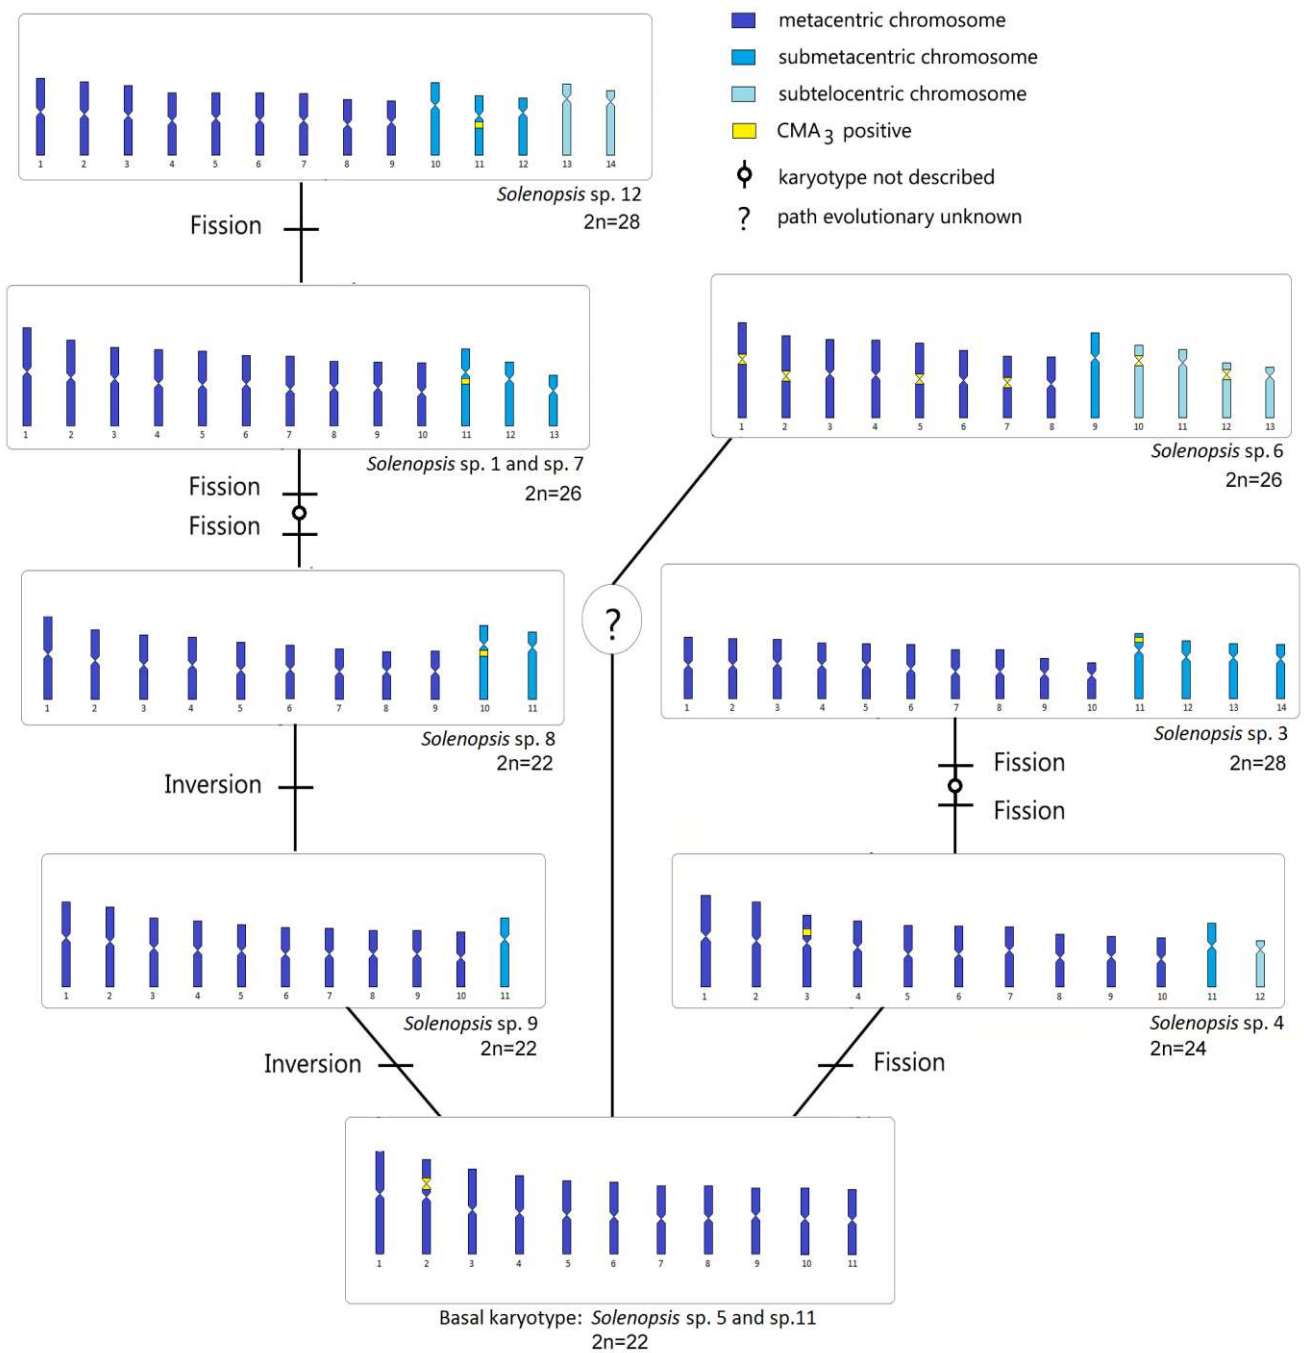 metacentric chromosome
submetacentric chromosome
subtelocentric chromosome
CMA3 positive
karyotype not described
? path evolutionary unknown
1 2 3 4 5 6 7 8 9 10 11 12 13 14
Solenopsis sp. 12
2n=28
Fission
1 2 3 4 5 6 7 8 9 10 11 12 13
Solenopsis sp. 1 and sp. 7
2n=26
1 2 3 4 5 6 7 8 9 10 11 12 13
Solenopsis sp. 6
2n=26
Fission
Fission
?
1 2 3 4 5 6 7 8 9 10 11
Solenopsis sp. 8
2n=22
1 2 3 4 5 6 7 8 9 10 11 12 13 14
Solenopsis sp. 3
2n=28
Inversion
Fission
Fission
1 2 3 4 5 6 7 8 9 10 11
Solenopsis sp. 9
2n=22
1 2 3 4 5 6 7 8 9 10 11 12
Solenopsis sp. 4
2n=24
Inversion
Fission
1 2 3 4 5 6 7 8 9 10 11
Basal karyotype: Solenopsis sp. 5 and sp.11
2n=22